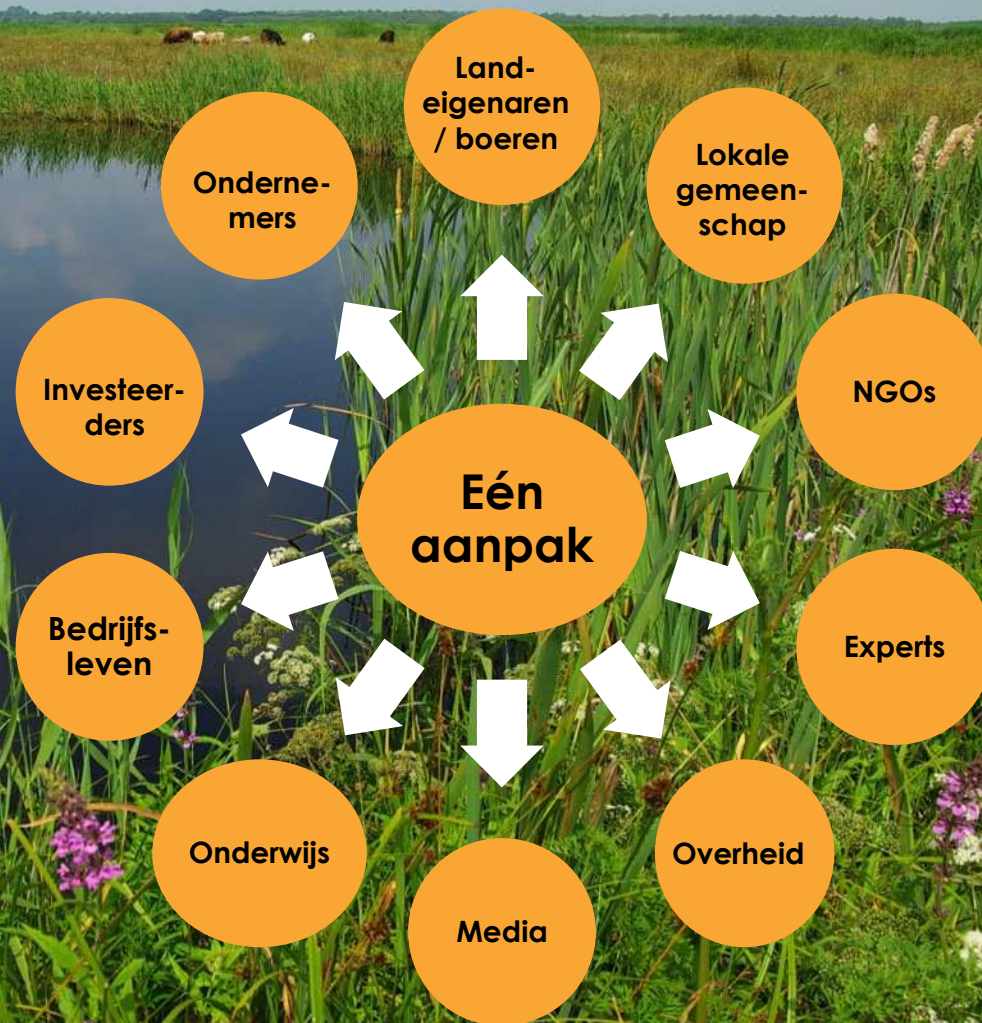 Land-
eigenaren
/ boeren
Lokale
gemeen-
schap
NGOs
Experts
Overheid
Media
Onderwijs
Bedrijfs-
leven
Investeer-
ders
Onderne-
mers
Eén
aanpak